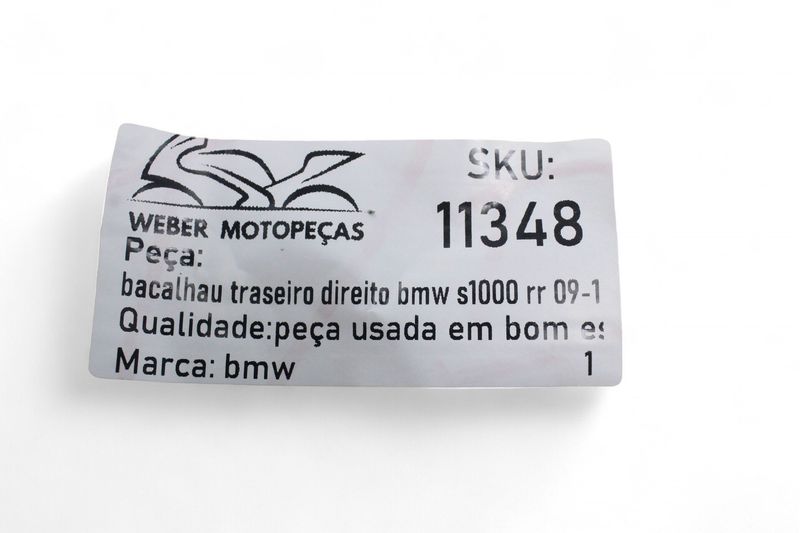 SKU:
11348
WEBER MOTOPEÇAS
Peça:
bacalhau traseiro direito bmw s1000 rr 09-1
Qualidade:peça usada em bom es
Marca: bmw 1